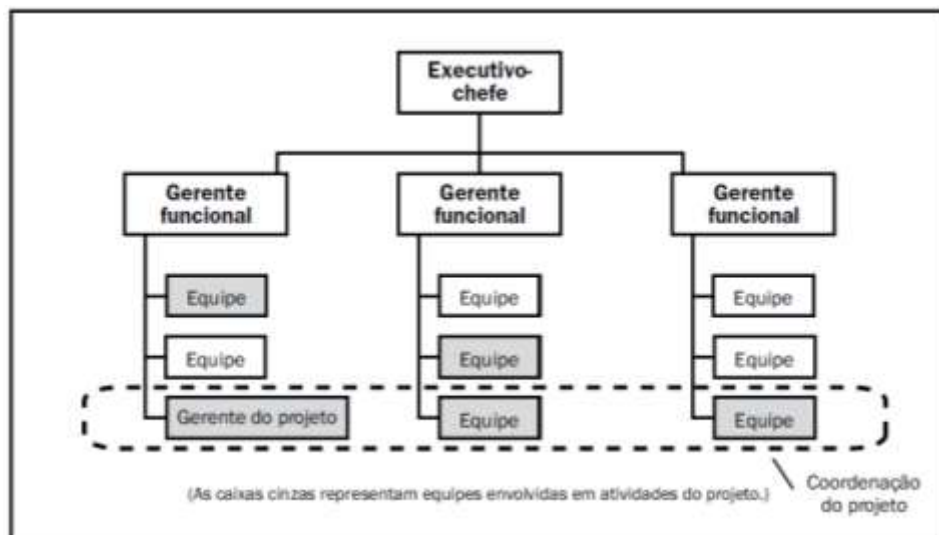 Executivo-
chefe
Gerente
funcional
Gerente
funcional
Gerente
funcional
Equipe
Equipe
Equipe
Equipe
Equipe
Equipe
Gerente do projeto
Equipe
Equipe
(As caixas cinzas representam equipes envolvidas em atividades do projeto.)
Coordenação
do projeto